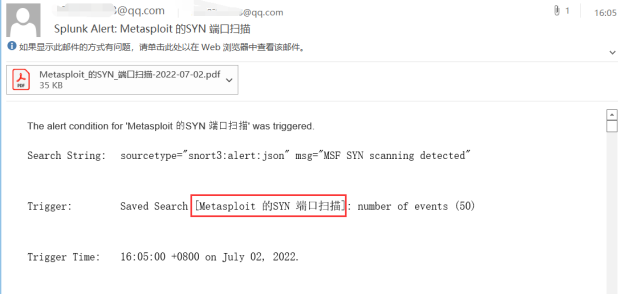 @qq.com @qq.com 1 16:05
Splunk Alert: Metasploit 的SYN 端口扫描
如果显示此邮件的方式有问题，请单击此处以在 Web 浏览器中查看该邮件。
PDF Metasploit_的SYN_端口扫描-2022-07-02.pdf
35 KB
The alert condition for 'Metasploit 的SYN 端口扫描' was triggered.
Search String: sourcetype="snort3:alert:json" msg="MSF SYN scanning detected"
Trigger: Saved Search [Metasploit 的SYN 端口扫描]: number of events (50)
Trigger Time: 16:05:00 +0800 on July 02, 2022.